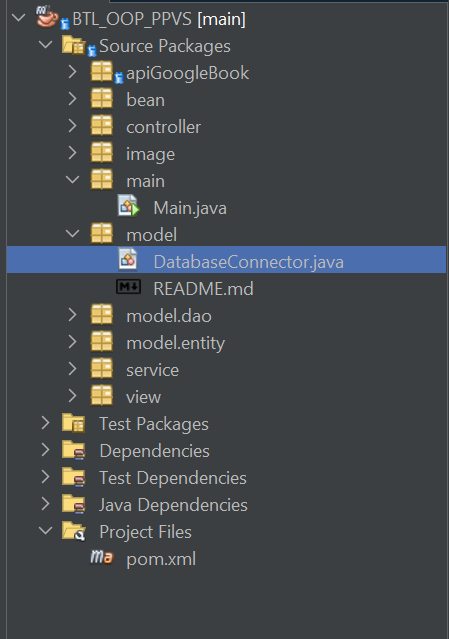 BTL_OOP_PPVS [main]
Source Packages
apiGoogleBook
bean
controller
image
main
Main.java
model
DatabaseConnector.java
README.md
model.dao
model.entity
service
view
Test Packages
Dependencies
Test Dependencies
Java Dependencies
Project Files
pom.xml